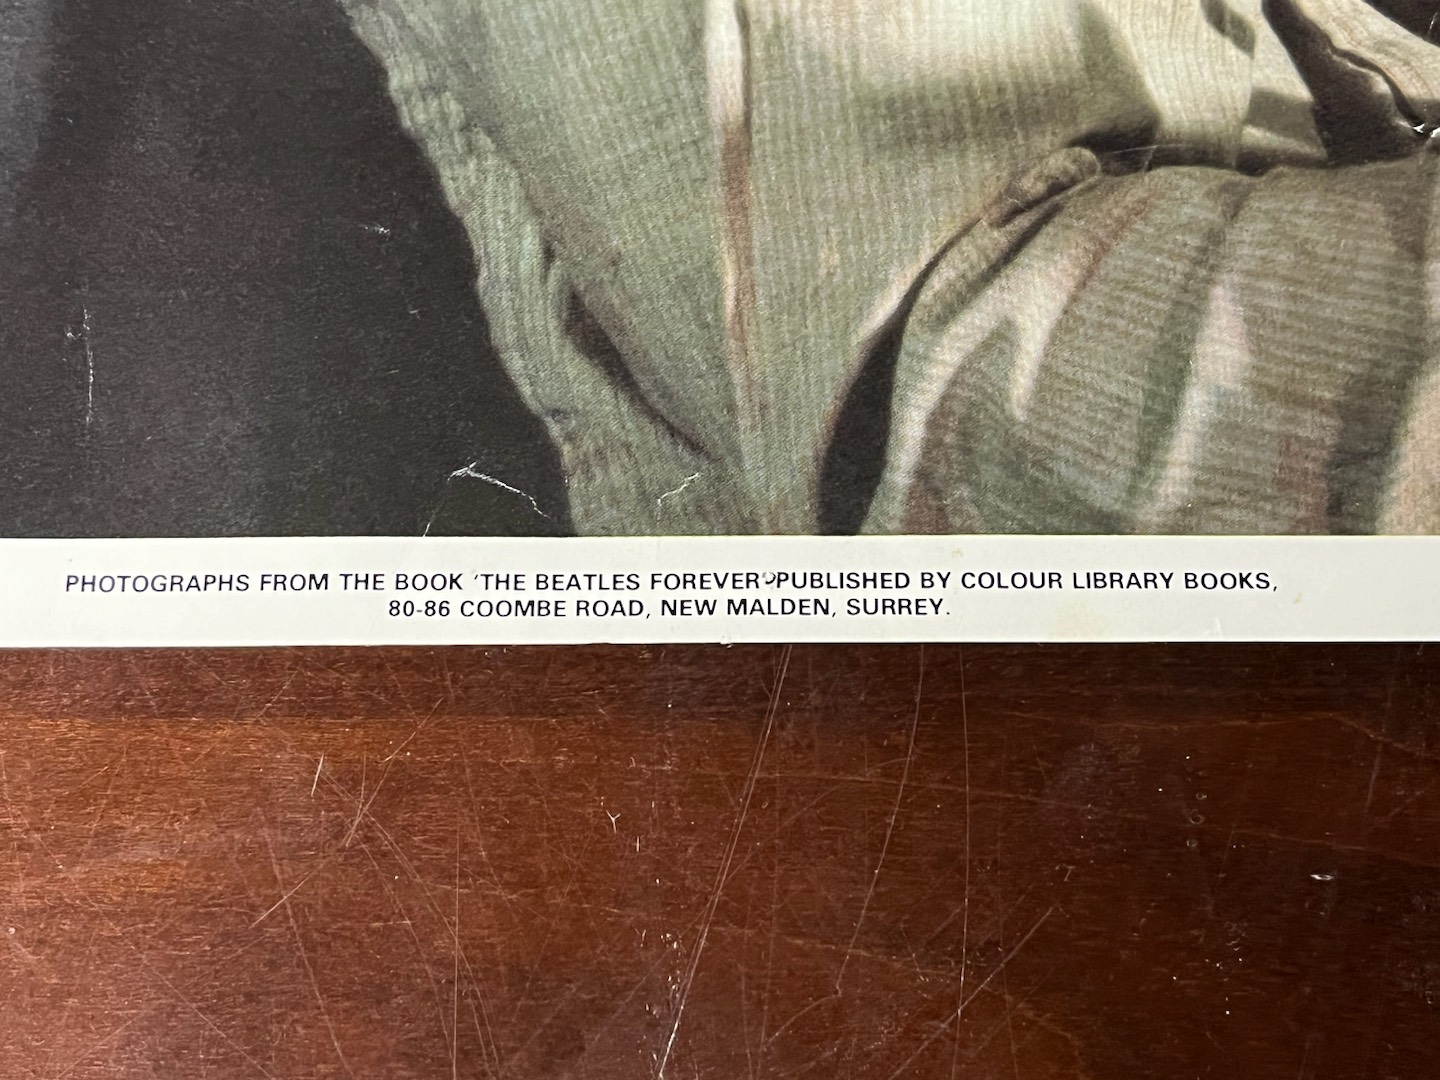 PHOTOGRAPHS FROM THE BOOK 'THE BEATLES FOREVER' PUBLISHED BY COLOUR LIBRARY BOOKS,
80-86 COOMBE ROAD, NEW MALDEN, SURREY.